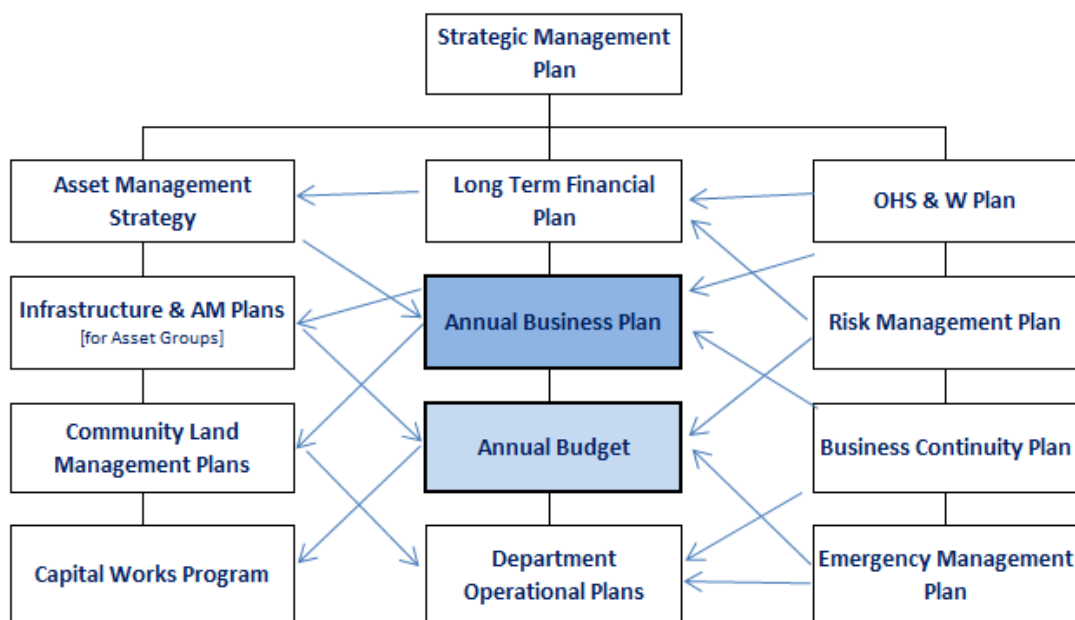 Strategic Management
Plan
Asset Management
Strategy
Long Term Financial
Plan
OHS & W Plan
Infrastructure & AM Plans
[for Asset Groups]
Annual Business Plan
Risk Management Plan
Community Land
Management Plans
Annual Budget
Business Continuity Plan
Capital Works Program
Department
Operational Plans
Emergency Management
Plan